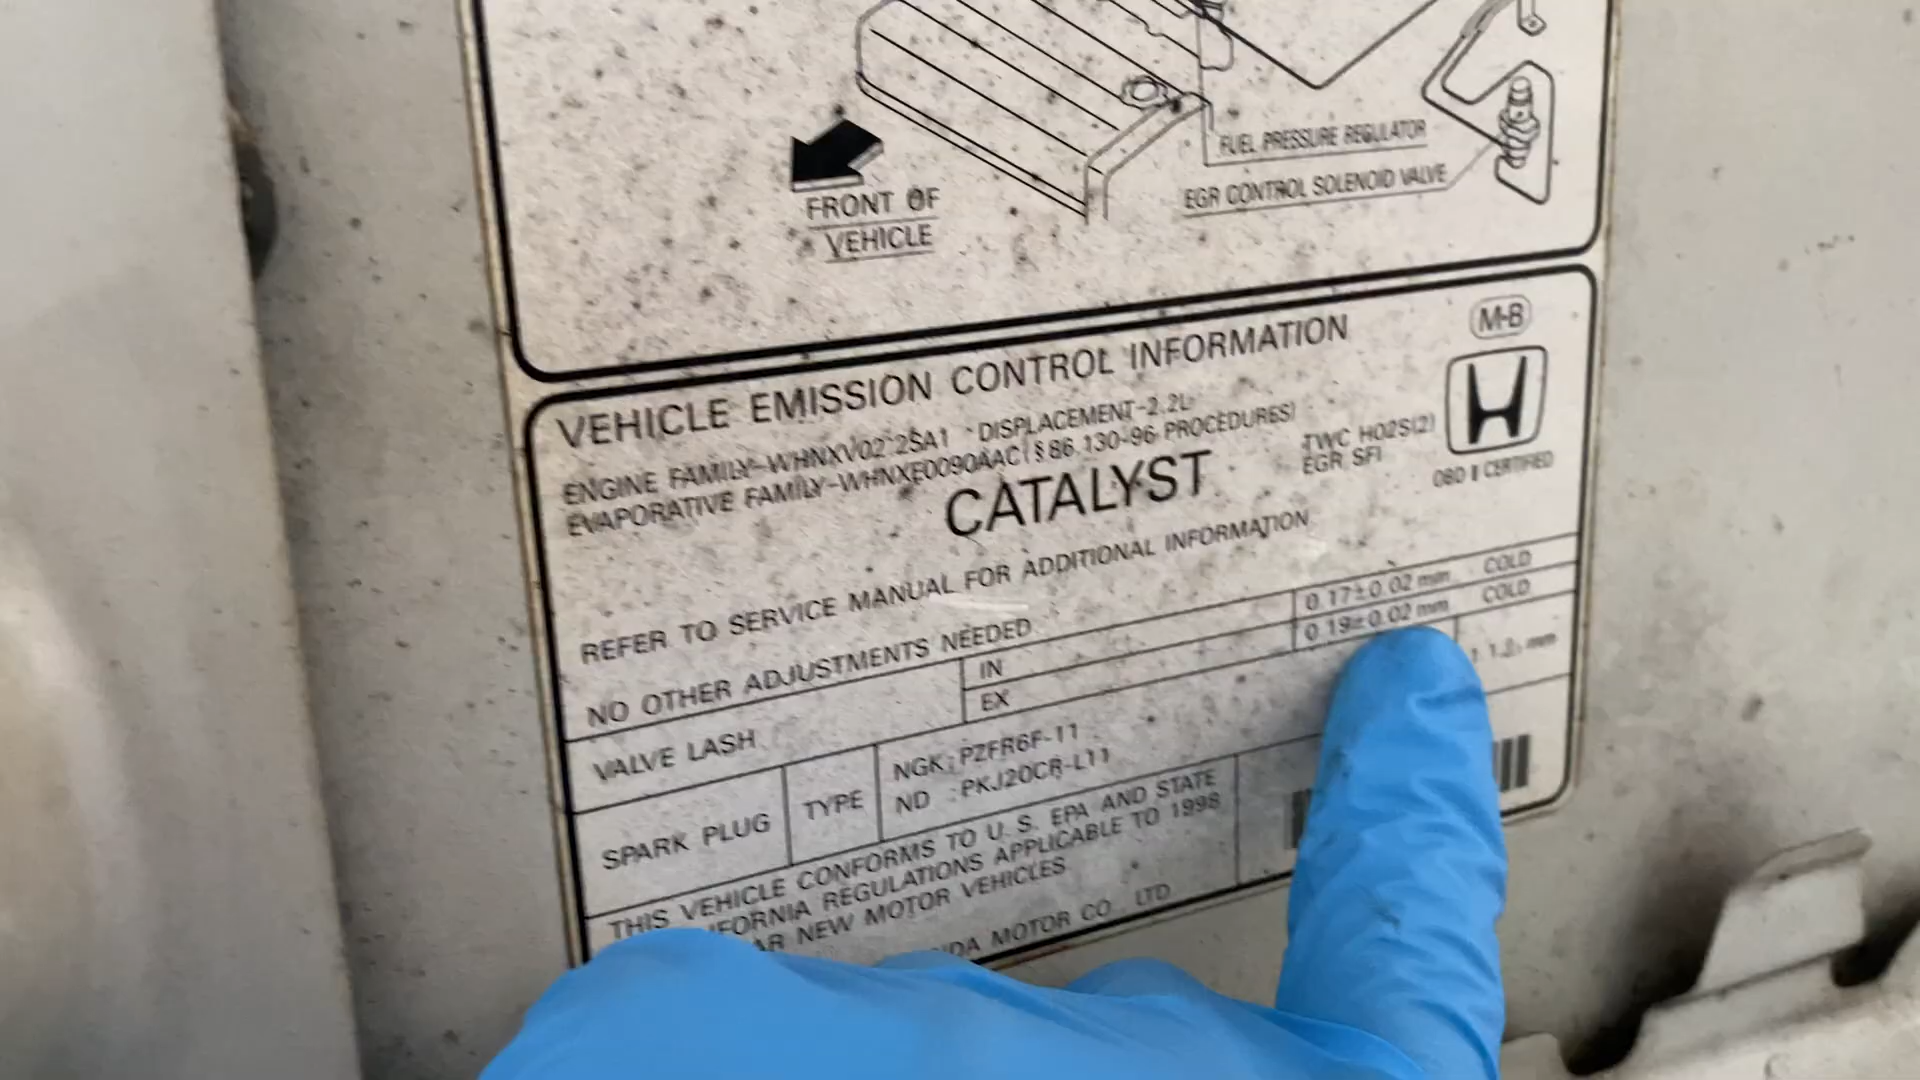 FUEL PRESSURE REGULATOR
EGR CONTROL SOLENOID VALVE
FRONT OF
VEHICLE
M-B
VEHICLE EMISSION CONTROL INFORMATION
ENGINE FAMILY-WHNXV02.2SA1 DISPLACEMENT-2.2L
EVAPORATIVE FAMILY-WHNXE0090AAC(§86.130-96 PROCEDURES)
TWC HO2S(2)
EGR SFI
CATALYST
OBD II CERTIFIED
REFER TO SERVICE MANUAL FOR ADDITIONAL INFORMATION
NO OTHER ADJUSTMENTS NEEDED
VALVE LASH
IN 0.17±0.02 mm COLD
EX 0.19±0.02 mm COLD
SPARK PLUG
TYPE
NGK: PZFR6F-11
ND :PKJ20CR-L11
mm
THIS VEHICLE CONFORMS TO U.S. EPA AND STATE
REGULATIONS APPLICABLE TO 1998
NEW MOTOR VEHICLES
MOTOR CO. LTD